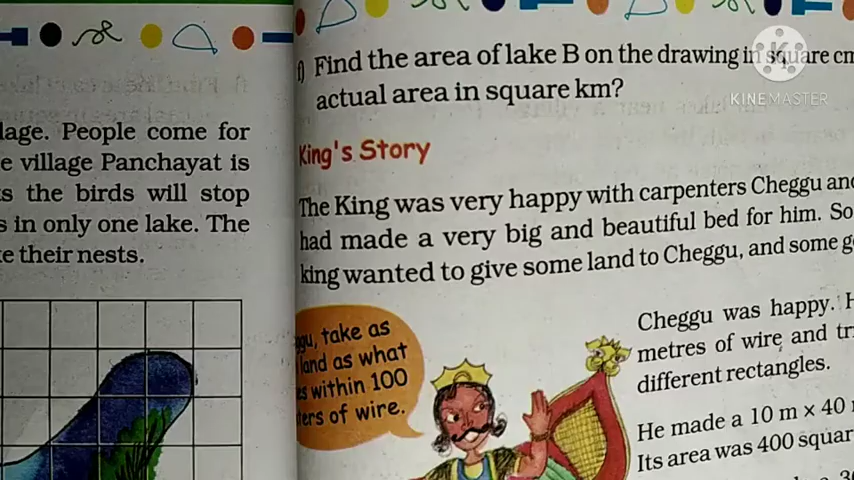 lage. People come for
e village Panchayat is
ts the birds will stop
s in only one lake. The
e their nests.
f) Find the area of lake B on the drawing in square cm
actual area in square km?
King's Story
The King was very happy with carpenters Cheggu and
had made a very big and beautiful bed for him. So
king wanted to give some land to Cheggu, and some g
ggu, take as
land as what
es within 100
ters of wire.
Cheggu was happy. H
metres of wire and tr
different rectangles.
He made a 10 m × 40
Its area was 400 squar
KINEMASTER